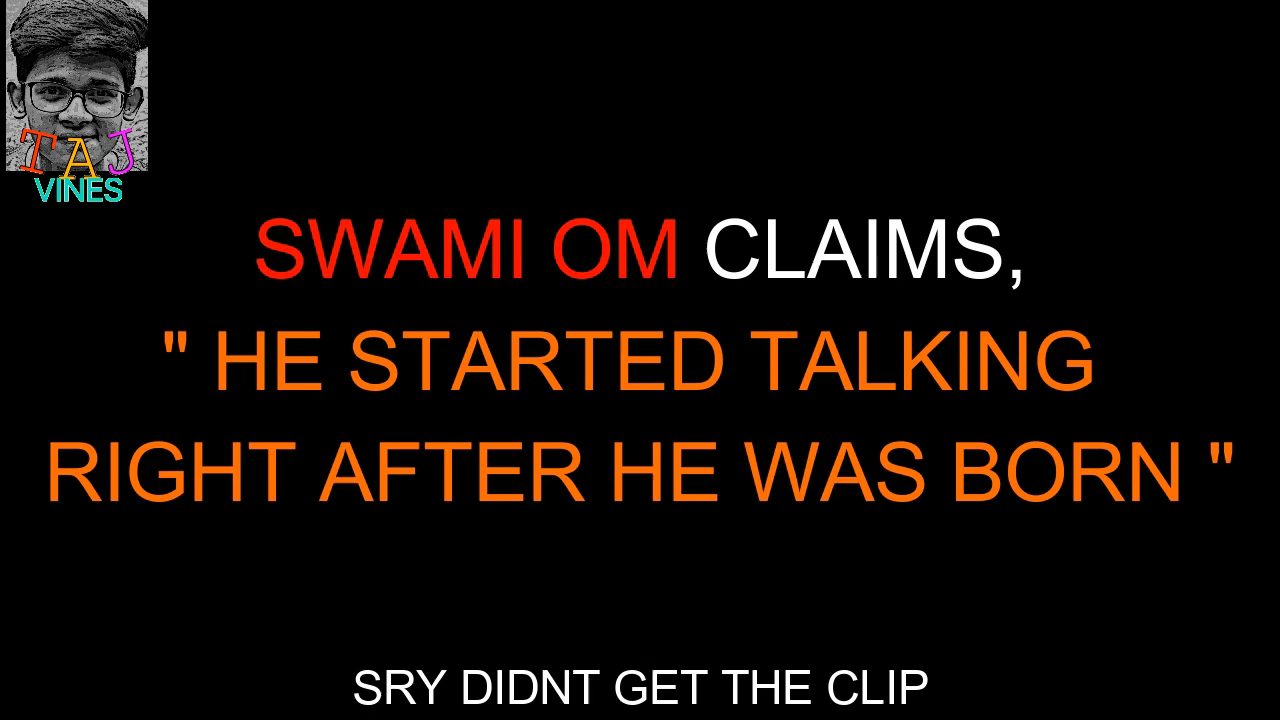 TAJ
VINES
SWAMI OM CLAIMS,
" HE STARTED TALKING
RIGHT AFTER HE WAS BORN "
SRY DIDNT GET THE CLIP